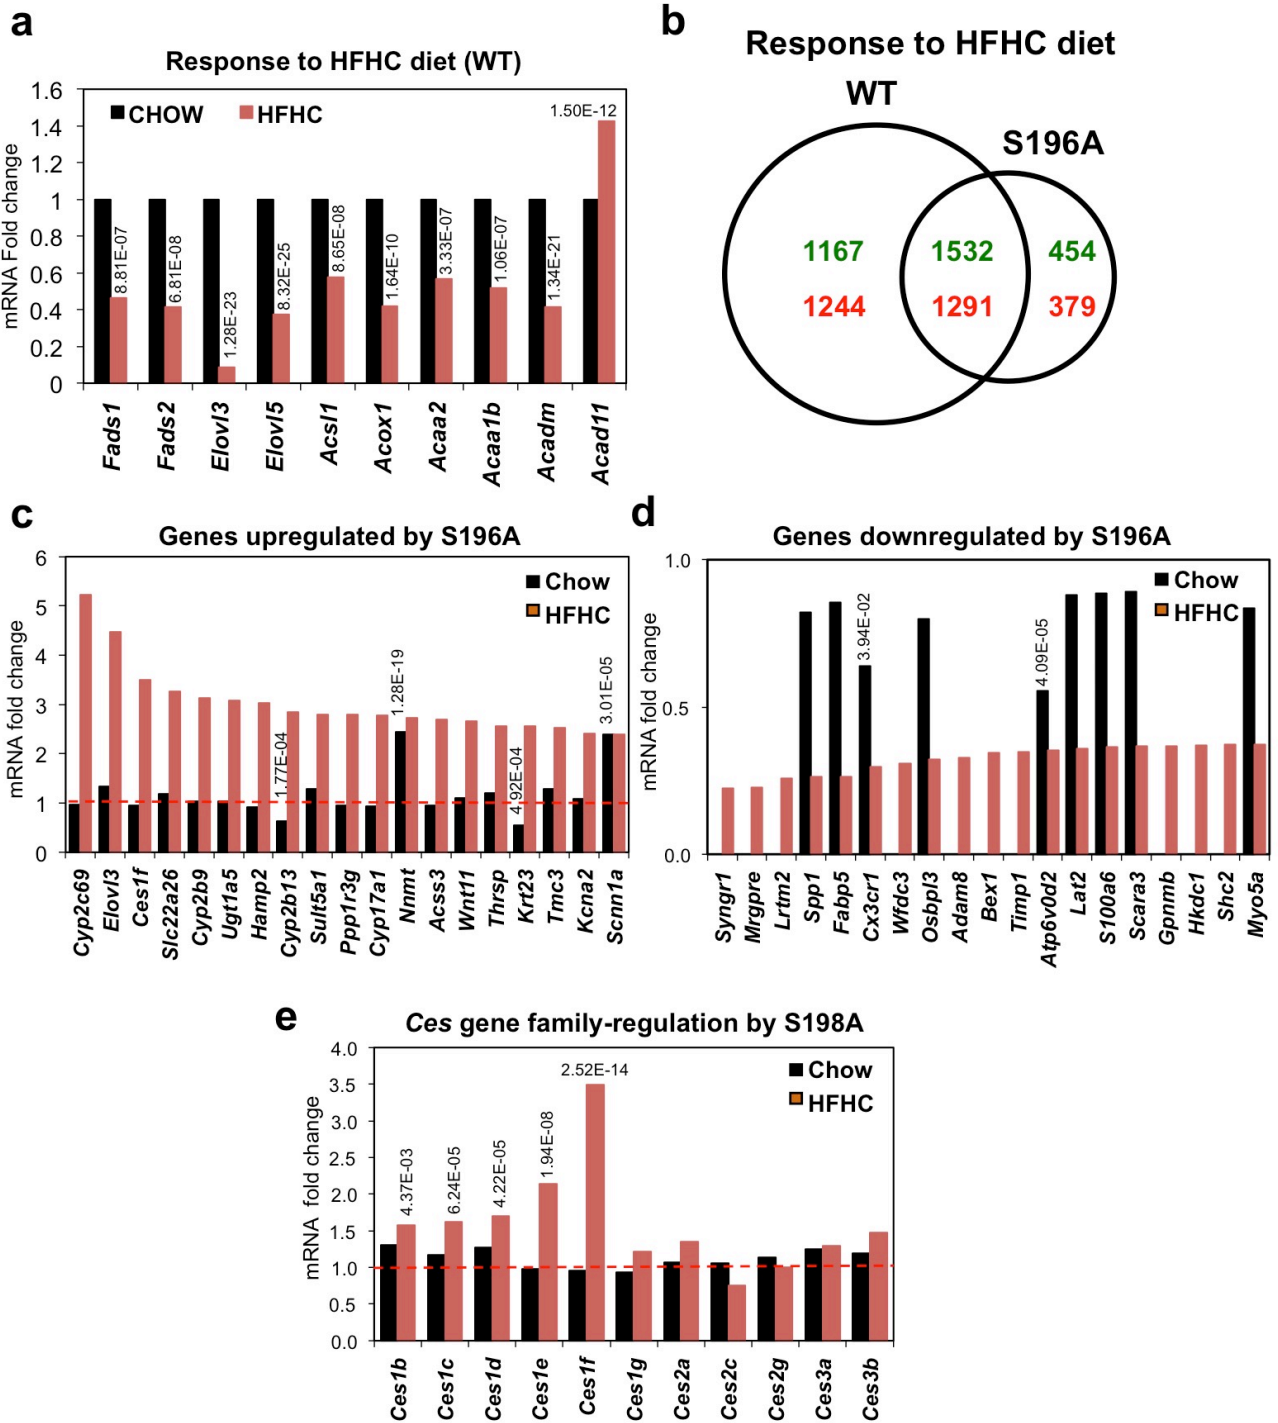 a
Response to HFHC diet (WT)
CHOW HFHC
mRNA Fold change
1.6
1.4
1.2
1
0.8
0.6
0.4
0.2
0
8.81E-07
6.81E-08
1.28E-23
8.32E-25
8.65E-08
1.64E-10
3.33E-07
1.06E-07
1.34E-21
1.50E-12
Fads1
Fads2
Elovl3
Elovl5
Acsl1
Acox1
Acaa2
Acaa1b
Acadm
Acad11
b
Response to HFHC diet
WT
S196A
1167 1532 454
1244 1291 379
c
Genes upregulated by S196A
Chow
HFHC
mRNA fold change
6
5
4
3
2
1
0
1.77E-04
1.28E-19
4.92E-04
3.01E-05
Cyp2c69
Elovl3
Ces1f
Slc22a26
Cyp2b9
Ugt1a5
Hamp2
Cyp2b13
Sult5a1
Ppp1r3g
Cyp17a1
Nnmt
Acss3
Wnt11
Thrsp
Krt23
Tmc3
Kcna2
Scnn1a
d
Genes downregulated by S196A
Chow
HFHC
mRNA fold change
1.0
0.5
0.0
3.94E-02
4.09E-05
Syngr1
Mrgpre
Lrtm2
Spp1
Fabp5
Cx3cr1
Wfdc3
Osbpl3
Adam8
Bex1
Timp1
Atp6v0d2
Lat2
S100a6
Scara3
Gpnmb
Hkdc1
Shc2
Myo5a
e
Ces gene family-regulation by S198A
Chow
HFHC
mRNA fold change
4.0
3.5
3.0
2.5
2.0
1.5
1.0
0.5
0.0
4.37E-03
6.24E-05
4.22E-05
1.94E-08
2.52E-14
Ces1b
Ces1c
Ces1d
Ces1e
Ces1f
Ces1g
Ces2a
Ces2c
Ces2g
Ces3a
Ces3b